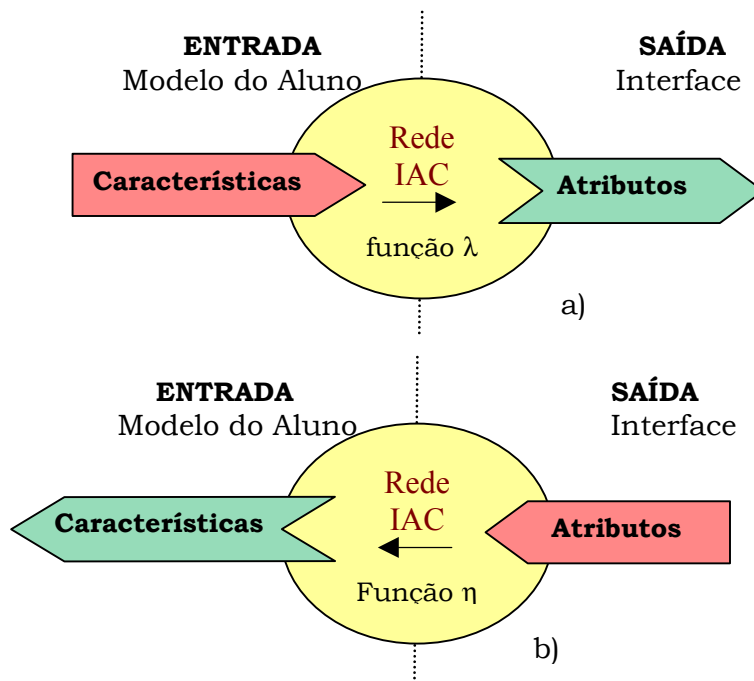 ENTRADA
Modelo do Aluno
SAÍDA
Interface
Características
Rede
IAC
Atributos
função λ
a)
ENTRADA
Modelo do Aluno
SAÍDA
Interface
Características
Rede
IAC
Atributos
Função η
b)